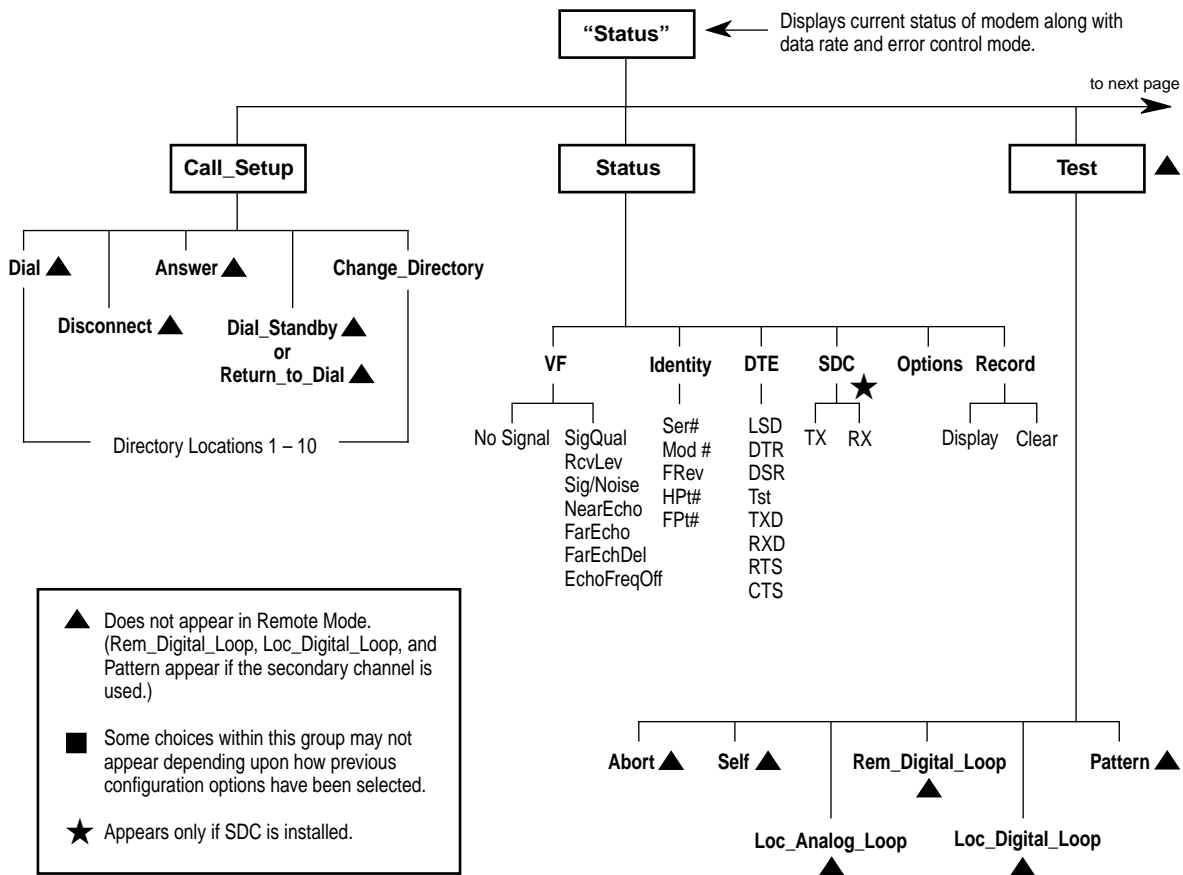 “Status”
Displays current status of modem along with
data rate and error control mode.
to next page
Call_Setup
Status
Test
Dial
Answer
Change_Directory
Disconnect
Dial_Standby
or
Return_to_Dial
Directory Locations 1 – 10
VF
Identity
DTE
SDC
Options
Record
No Signal
SigQual
RcvLev
Sig/Noise
NearEcho
FarEcho
FarEchDel
EchoFreqOff
Ser#
Mod #
FRev
HPt#
FPt#
LSD
DTR
DSR
Tst
TXD
RXD
RTS
CTS
TX
RX
Display
Clear
Does not appear in Remote Mode.
(Rem_Digital_Loop, Loc_Digital_Loop, and
Pattern appear if the secondary channel is
used.)
Some choices within this group may not
appear depending upon how previous
configuration options have been selected.
Appears only if SDC is installed.
Abort
Self
Rem_Digital_Loop
Pattern
Loc_Analog_Loop
Loc_Digital_Loop